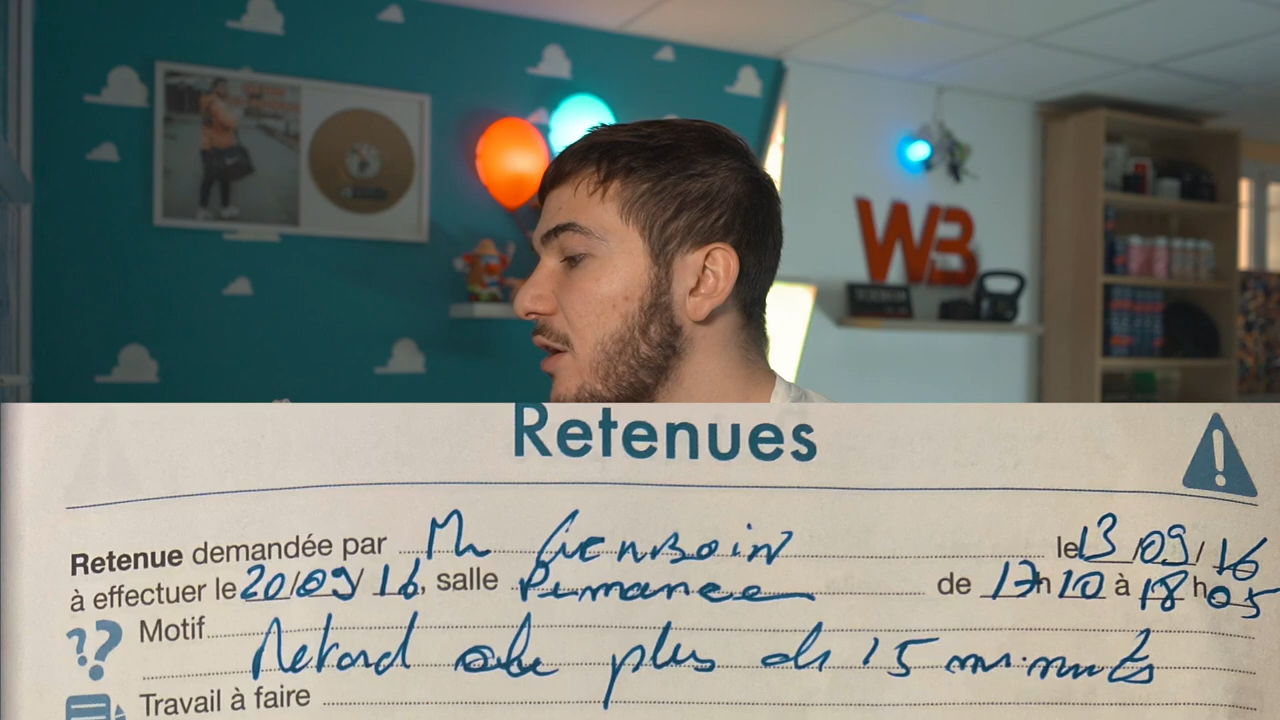 WB
Retenues
Retenue demandée par M le 13/09/16
à effectuer le 20/09/16, salle Permanence de 17h10 à 18h05
?? Motif
Retard de plus de 15 minutes
Travail à faire